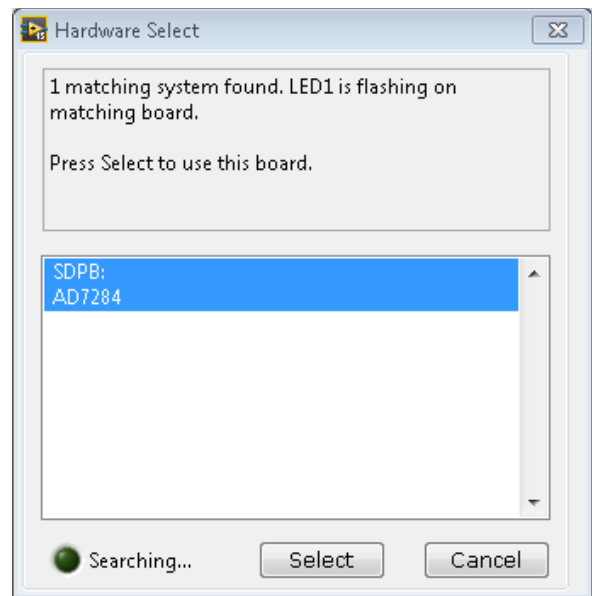 Hardware Select
1 matching system found. LED1 is flashing on
matching board.
Press Select to use this board.
SDPB:
AD7284
Searching...
Select
Cancel